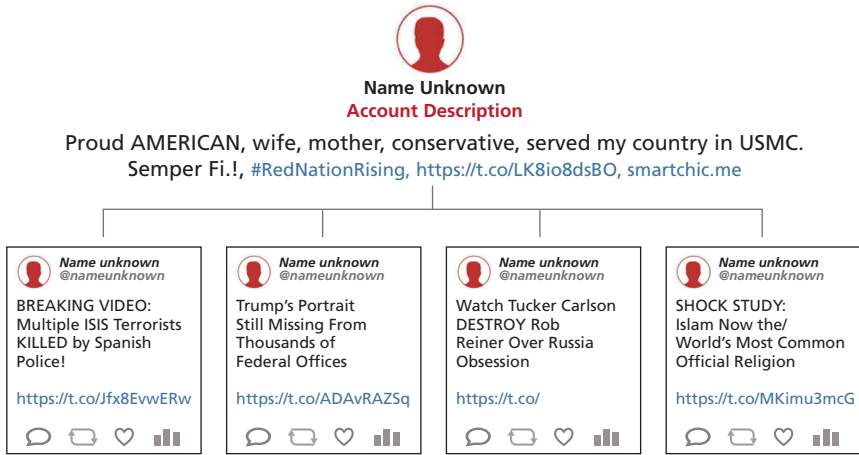 Name Unknown
Account Description
Proud AMERICAN, wife, mother, conservative, served my country in USMC.
Semper Fi.!, #RedNationRising, https://t.co/LK8io8dsBO, smartchic.me
Name unknown
@nameunknown
BREAKING VIDEO:
Multiple ISIS Terrorists
KILLED by Spanish
Police!
https://t.co/Jfx8EvwERw
Name unknown
@nameunknown
Trump’s Portrait
Still Missing From
Thousands of
Federal Offices
https://t.co/ADAvRAZSq
Name unknown
@nameunknown
Watch Tucker Carlson
DESTROY Rob
Reiner Over Russia
Obsession
https://t.co/
Name unknown
@nameunknown
SHOCK STUDY:
Islam Now the/
World’s Most Common
Official Religion
https://t.co/MKimu3mcG